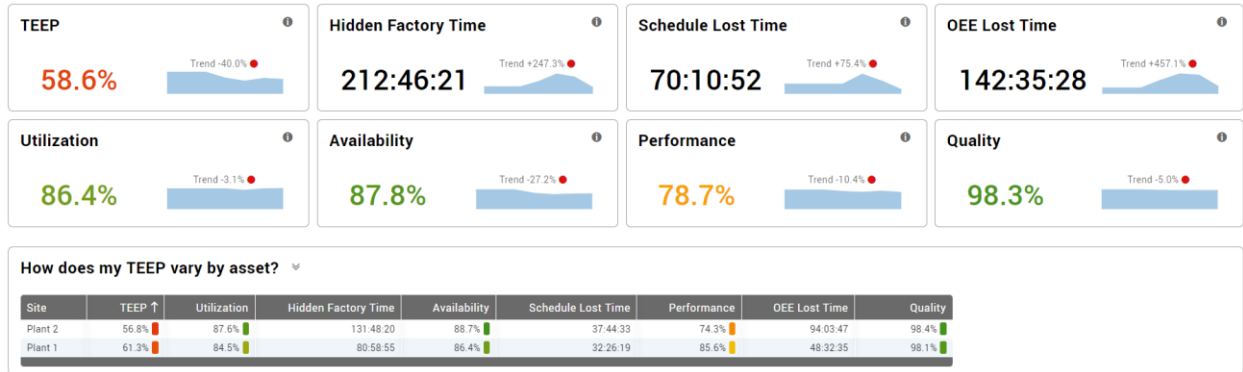 TEEP
58.6%
Trend -40.0%
Hidden Factory Time
212:46:21
Trend +247.3%
Schedule Lost Time
70:10:52
Trend +75.4%
OEE Lost Time
142:35:28
Trend +457.1%
Utilization
86.4%
Trend -3.1%
Availability
87.8%
Trend -27.2%
Performance
78.7%
Trend -10.4%
Quality
98.3%
Trend -5.0%
How does my TEEP vary by asset?
Site TEEP ↑ Utilization Hidden Factory Time Availability Schedule Lost Time Performance OEE Lost Time Quality
Plant 2 56.8% 87.6% 131:48:20 88.7% 37:44:33 74.3% 94:03:47 98.4%
Plant 1 61.3% 84.5% 80:58:55 86.4% 32:26:19 85.6% 48:32:35 98.1%